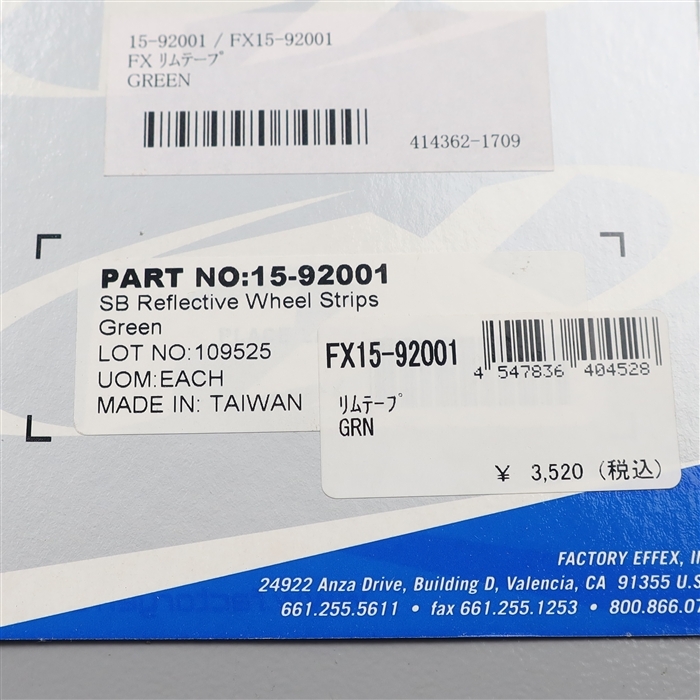 15-92001 / FX15-92001
FX ﾘﾑﾃｰﾌﾟ
GREEN
414362-1709
PART NO:15-92001
SB Reflective Wheel Strips
Green
LOT NO:109525
UOM:EACH
MADE IN: TAIWAN
FX15-92001
4 547836 404528
ﾘﾑﾃｰﾌﾟ
GRN
¥ 3,520 (税込)
FACTORY EFFEX,
24922 Anza Drive, Building D, Valencia, CA 91355 U.S
661.255.5611 • fax 661.255.1253 • 800.866.07